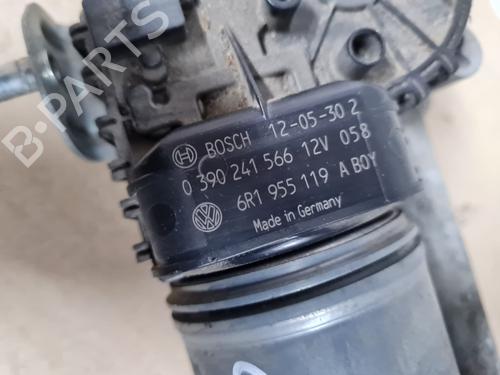 BOSCH 12-05-30 2
0 390 241 566 12V 058
6R1 955 119 A BOY
Made in Germany
B PARTS